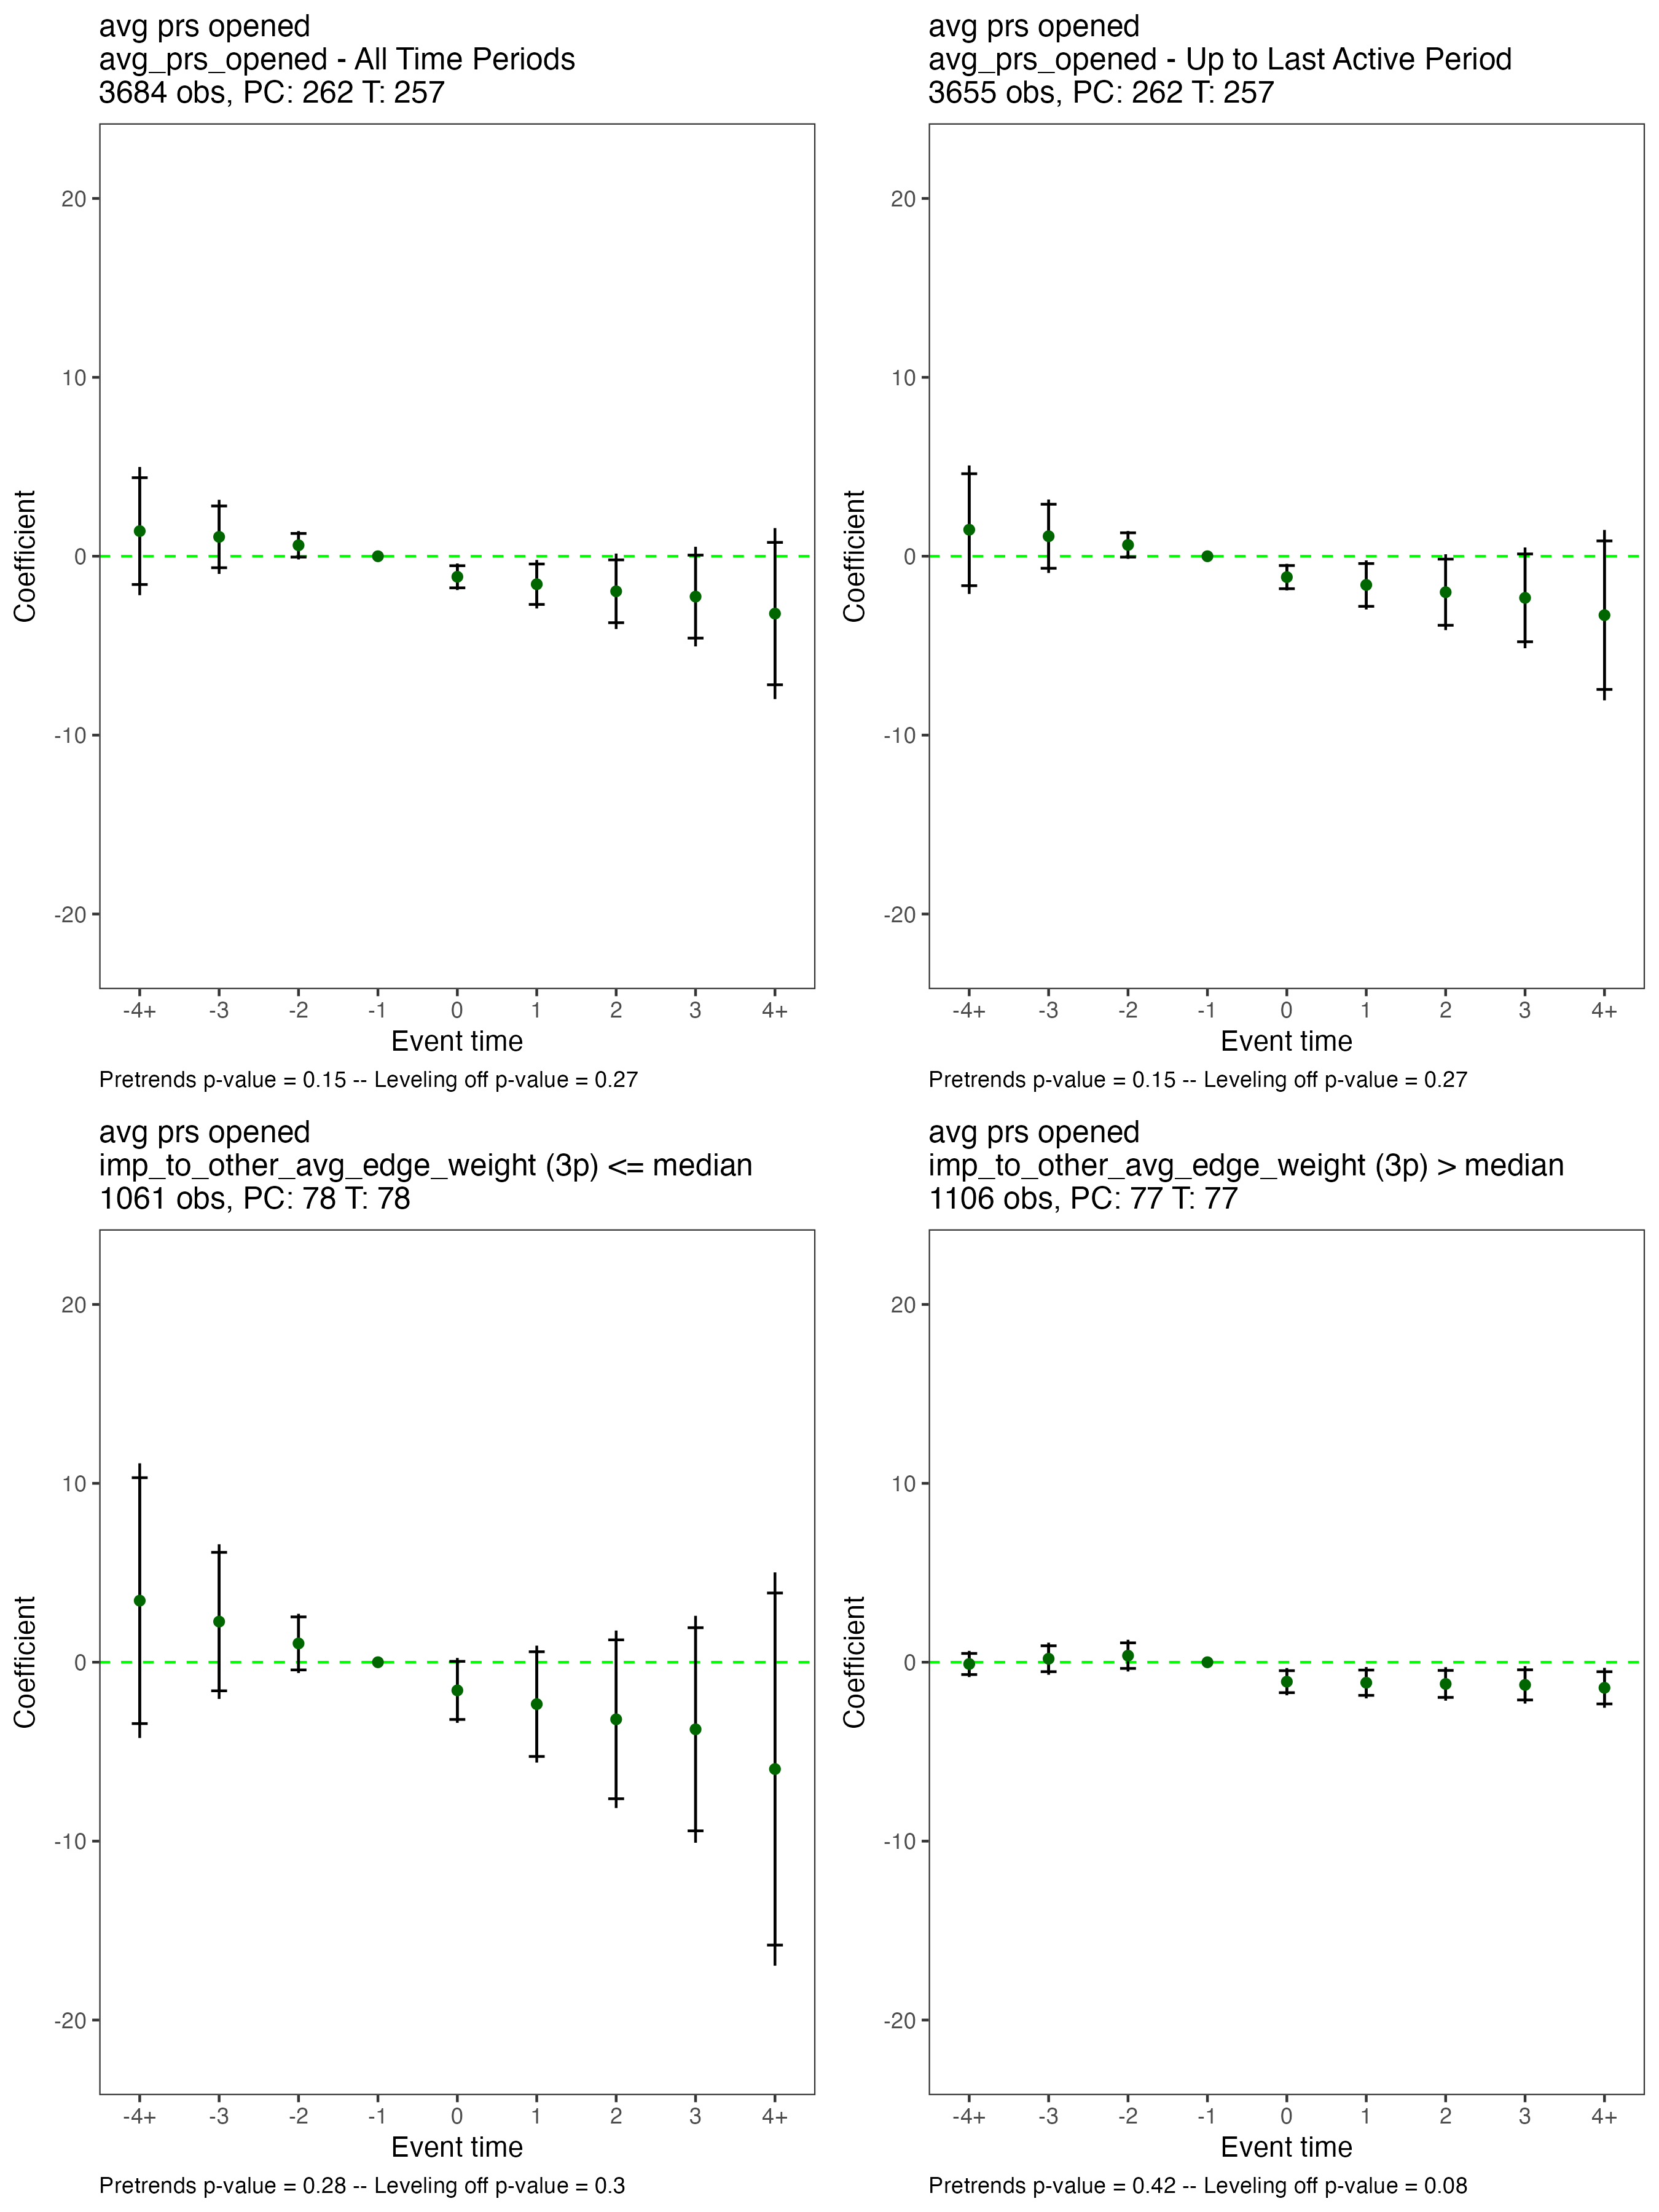 avg prs opened
avg_prs_opened - All Time Periods
3684 obs, PC: 262 T: 257
20
10
0
-10
-20
Coefficient
-4+ -3 -2 -1 0 1 2 3 4+
Event time
Pretrends p-value = 0.15 -- Leveling off p-value = 0.27
avg prs opened
avg_prs_opened - Up to Last Active Period
3655 obs, PC: 262 T: 257
20
10
0
-10
-20
Coefficient
-4+ -3 -2 -1 0 1 2 3 4+
Event time
Pretrends p-value = 0.15 -- Leveling off p-value = 0.27
avg prs opened
imp_to_other_avg_edge_weight (3p) <= median
1061 obs, PC: 78 T: 78
20
10
0
-10
-20
Coefficient
-4+ -3 -2 -1 0 1 2 3 4+
Event time
Pretrends p-value = 0.28 -- Leveling off p-value = 0.3
avg prs opened
imp_to_other_avg_edge_weight (3p) > median
1106 obs, PC: 77 T: 77
20
10
0
-10
-20
Coefficient
-4+ -3 -2 -1 0 1 2 3 4+
Event time
Pretrends p-value = 0.42 -- Leveling off p-value = 0.08